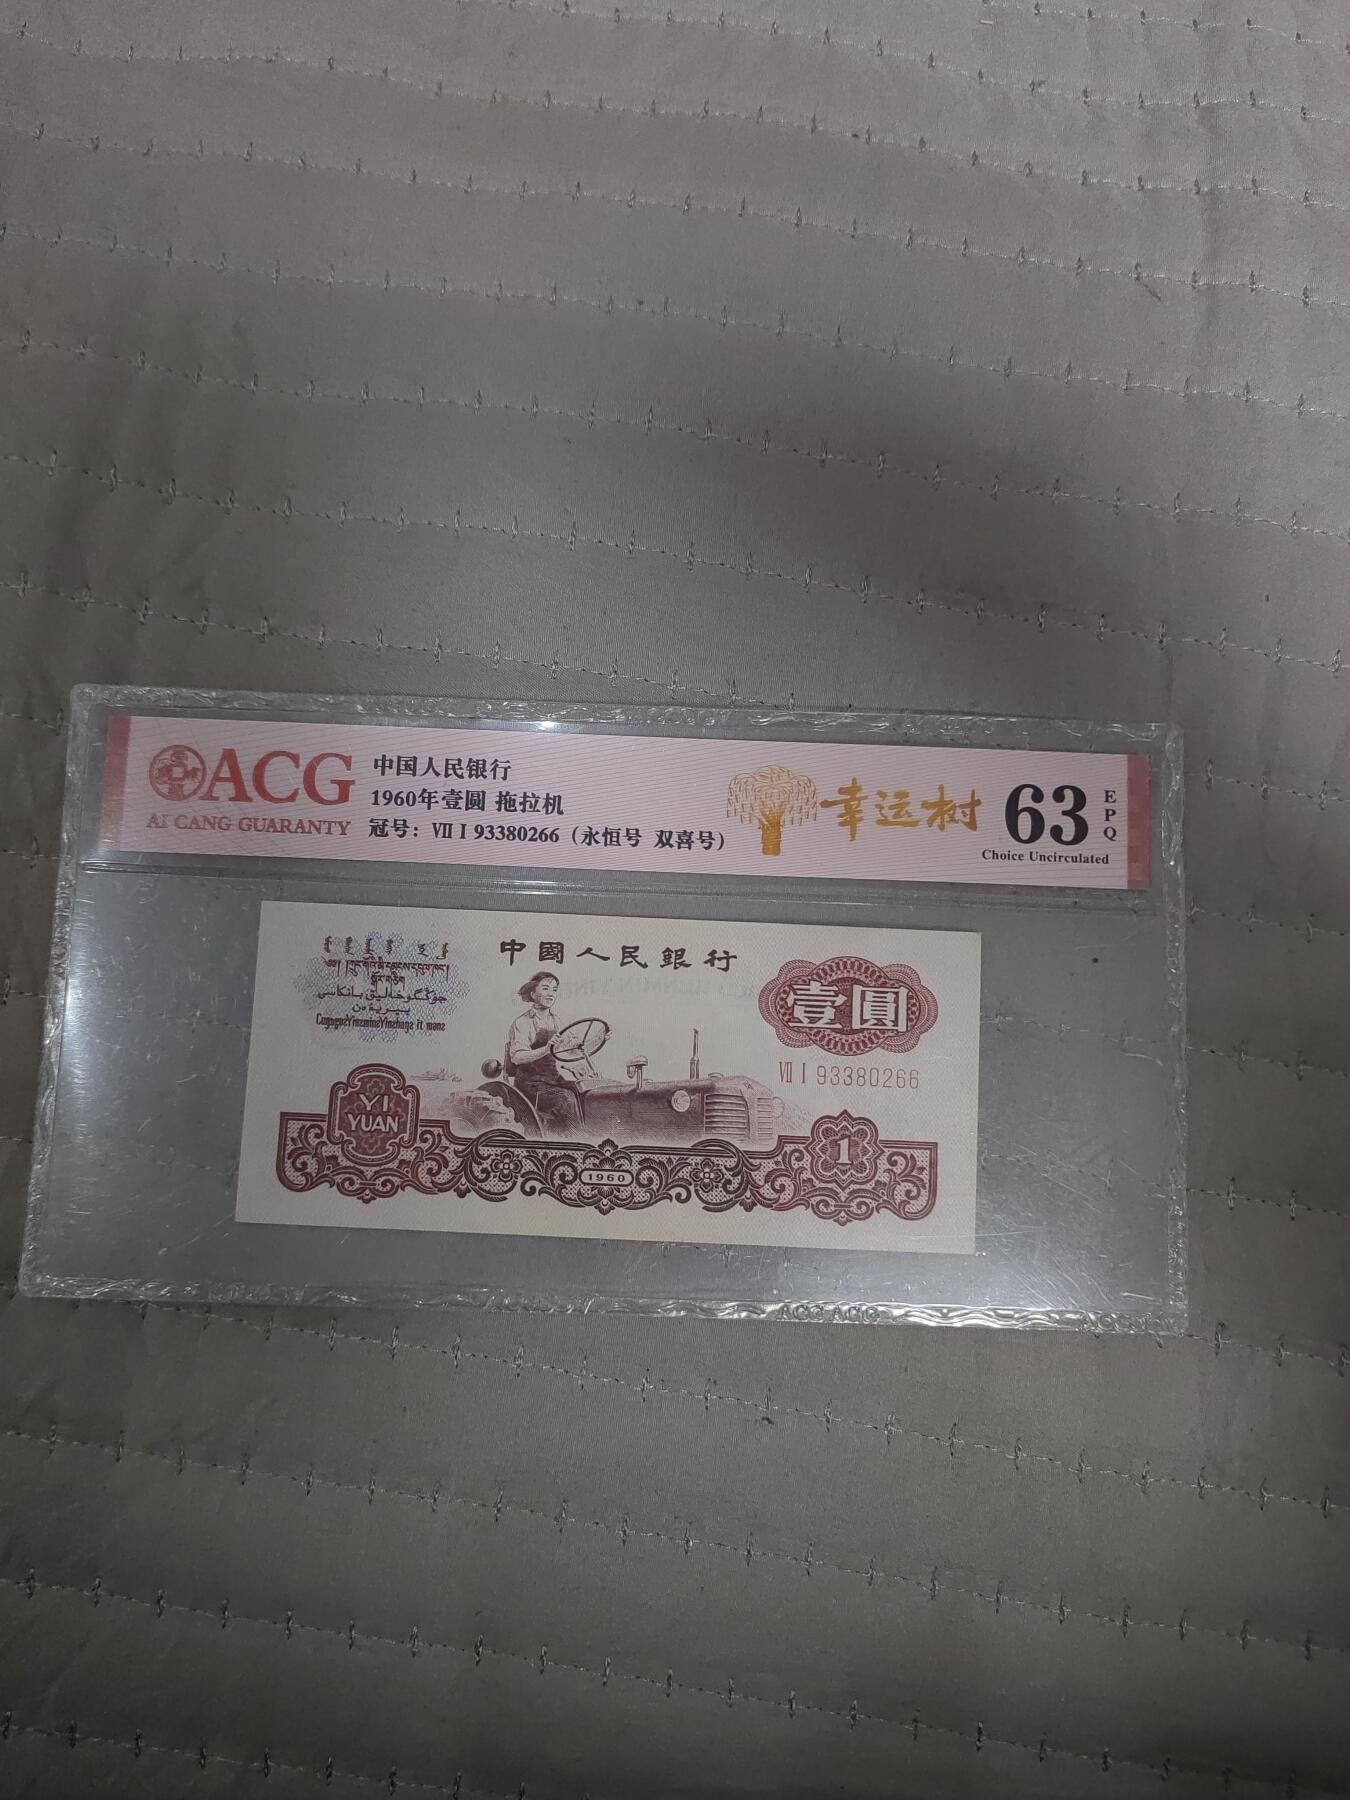 ACG
AI CANG GUARANTY
中国人民银行
1960年壹圆 拖拉机
冠号：Ⅶ Ⅰ 93380266（永恒号 双喜号）
幸运树
63
EPQ
Choice Uncirculated
中國人民銀行
壹圓
Ⅶ Ⅰ 93380266
YI
YUAN
1960
1
ACG ACG